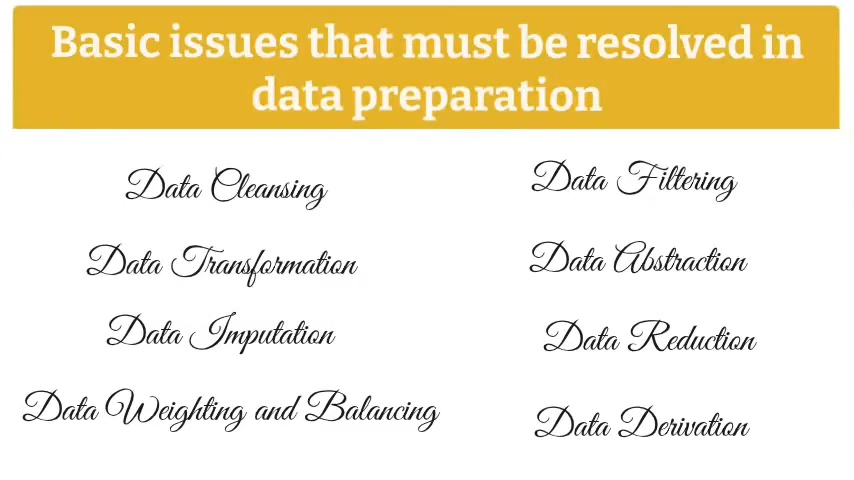 Basic issues that must be resolved in
data preparation
Data Cleansing
Data Transformation
Data Imputation
Data Weighting and Balancing
Data Filtering
Data Abstraction
Data Reduction
Data Derivation